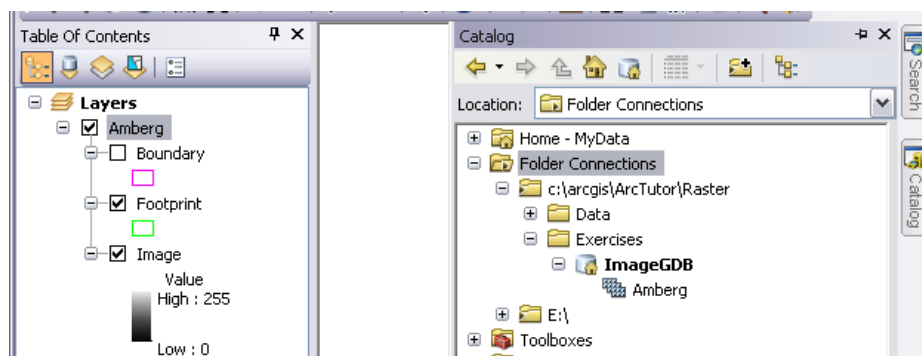 Table Of Contents
Layers
Amberg
Boundary
Footprint
Image
Value
High : 255
Low : 0
Catalog
Location: Folder Connections
Home - MyData
Folder Connections
c:\arcgis\ArcTutor\Raster
Data
Exercises
ImageGDB
Amberg
E:\
Toolboxes
Search
Catalog